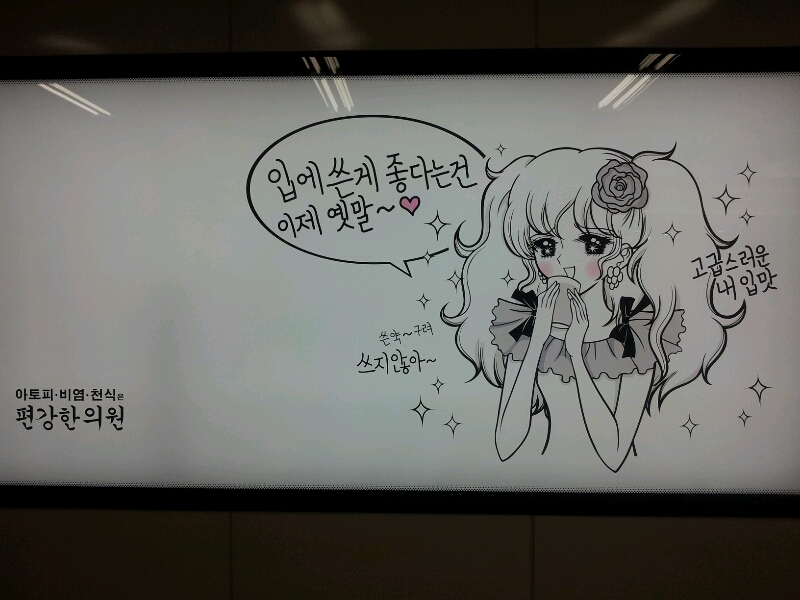 입에 쓴게 좋다는건
이제 옛말~♥
고급스러운
내 입맛
쓴약~구려
쓰지않아~
아토피·비염·천식은
편강한의원